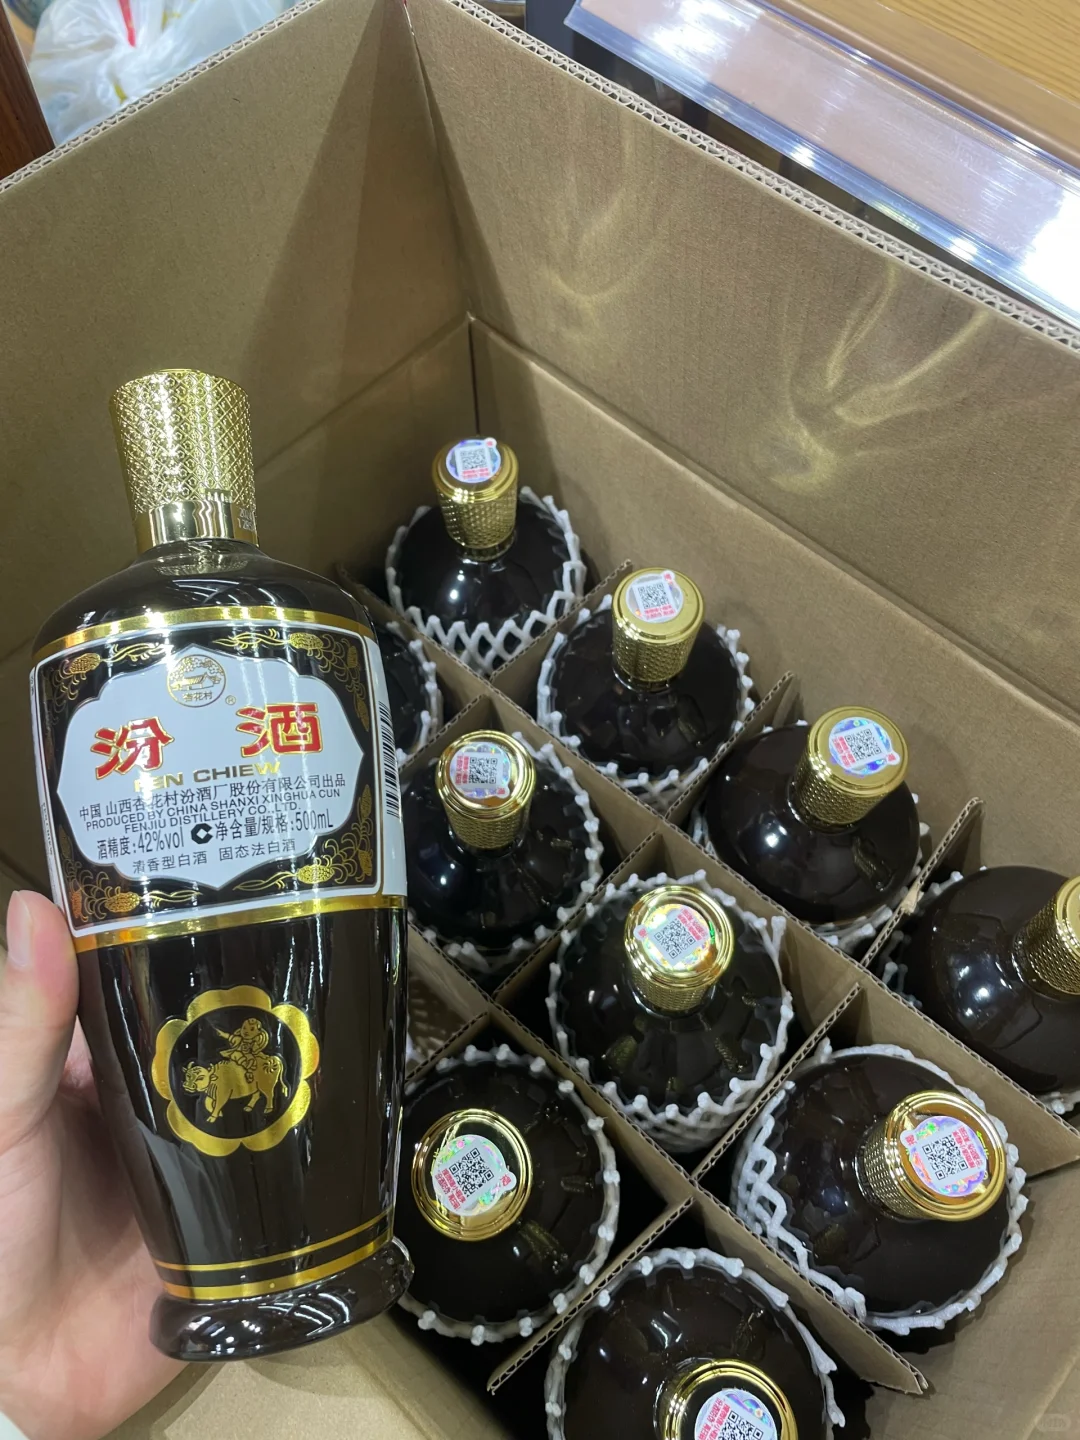 杏花村
®
汾 酒
FEN CHIEW
中国 山西杏花村汾酒厂股份有限公司出品
PRODUCED BY CHINA SHANXI XINGHUA CUN
FENJIU DISTILLERY CO.,LTD.
酒精度:42%vol C 净含量/规格:500mL
清香型白酒 固态法白酒